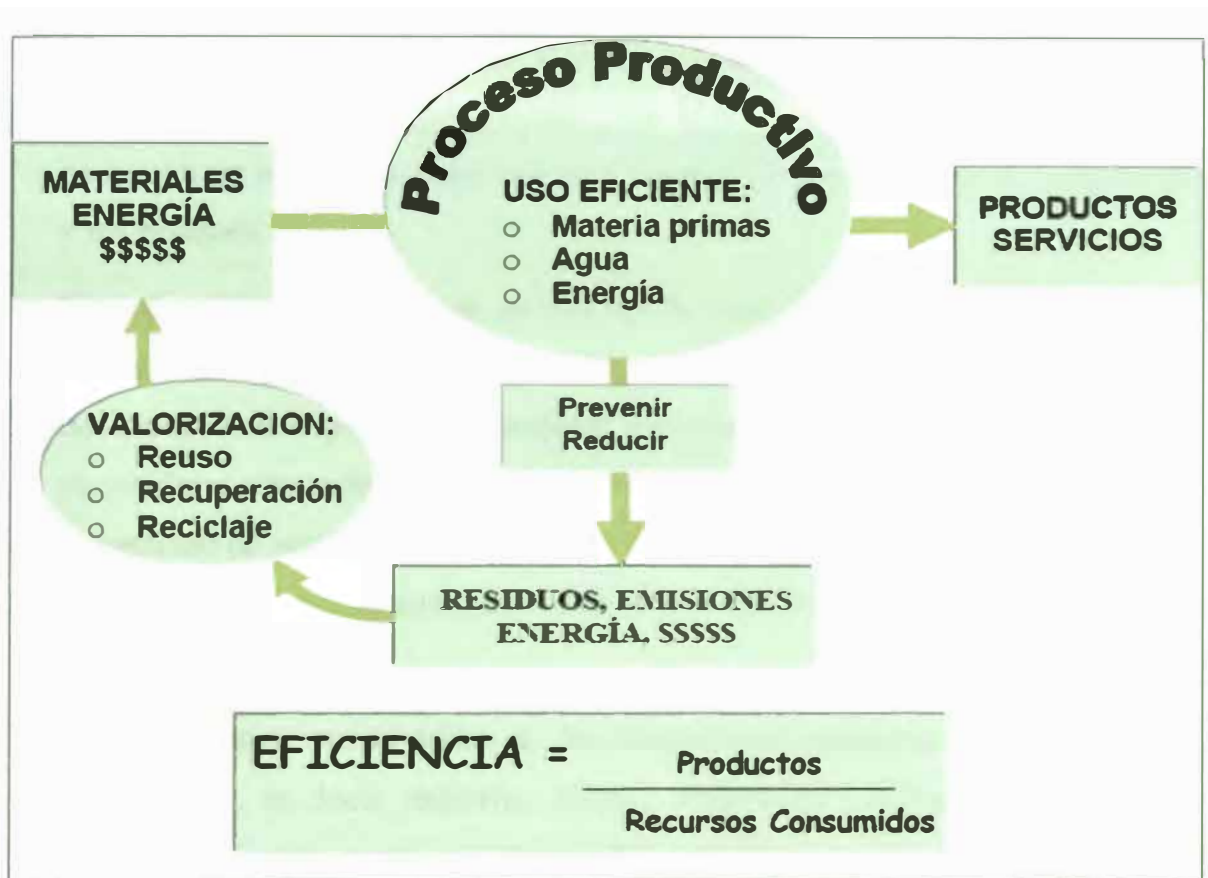 Proceso Productivo
MATERIALES
ENERGÍA
$$$$$
USO EFICIENTE:
○ Materia primas
○ Agua
○ Energía
PRODUCTOS
SERVICIOS
Prevenir
Reducir
VALORIZACION:
○ Reuso
○ Recuperación
○ Reciclaje
RESIDUOS, EMISIONES
ENERGÍA, $$$$$
EFICIENCIA = Productos
Recursos Consumidos